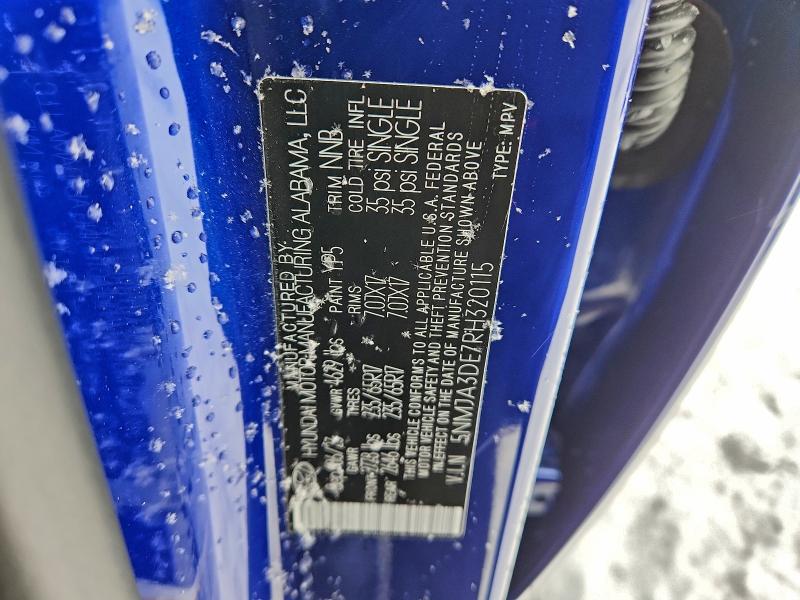 MANUFACTURED BY
HYUNDAI MOTOR MANUFACTURING ALABAMA, LLC
GVWR LBS PAINT YP5 TRIM NNB
GAWR TIRES RIMS COLD TIRE INFL
FRONT LBS 235/65R17 7.0JX17 35 psi SINGLE
REAR 2646 LBS 235/65R17 7.0JX17 35 psi SINGLE
THIS VEHICLE CONFORMS TO ALL APPLICABLE U.S.A. FEDERAL
MOTOR VEHICLE SAFETY AND THEFT PREVENTION STANDARDS
IN EFFECT ON THE DATE OF MANUFACTURE SHOWN ABOVE
V.I.N 5NMJA3DE7RH320115 TYPE: MPV